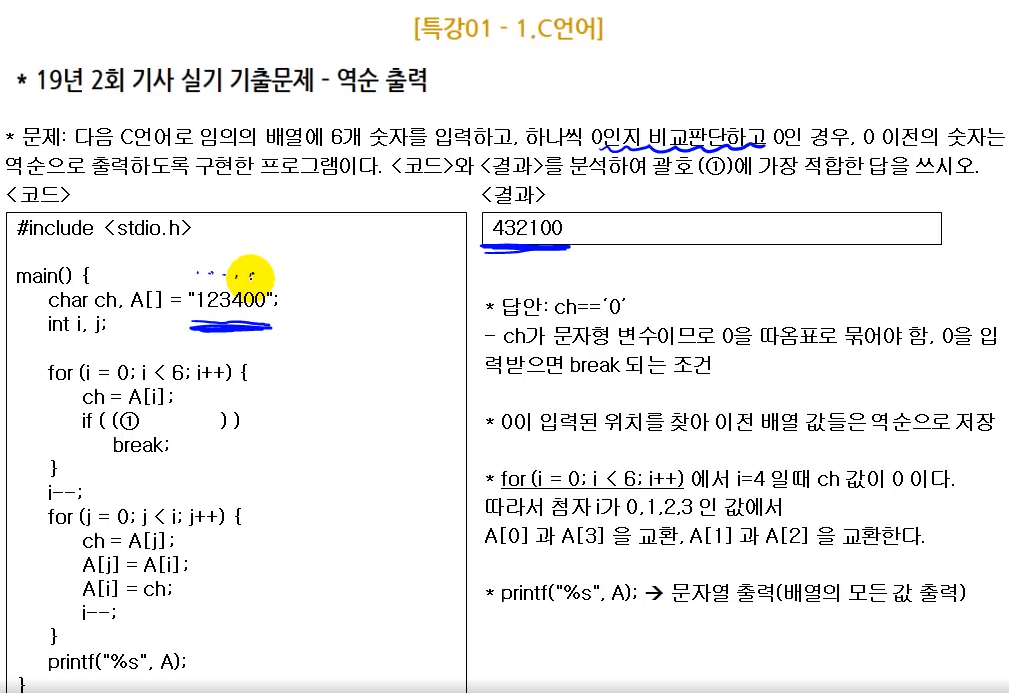 [특강01 - 1.C언어]
* 19년 2회 기사 실기 기출문제 - 역순 출력
* 문제: 다음 C언어로 임의의 배열에 6개 숫자를 입력하고, 하나씩 0인지 비교판단하고 0인 경우, 0 이전의 숫자는
역순으로 출력하도록 구현한 프로그램이다. <코드>와 <결과>를 분석하여 괄호(①)에 가장 적합한 답을 쓰시오.
<코드>
#include <stdio.h>
main() {
char ch, A[] = "123400";
int i, j;
for (i = 0; i < 6; i++) {
ch = A[i];
if ( (① ) )
break;
}
i--;
for (j = 0; j < i; j++) {
ch = A[j];
A[j] = A[i];
A[i] = ch;
i--;
}
printf("%s", A);
}
<결과>
432100
* 답안: ch=='0'
- ch가 문자형 변수이므로 0을 따옴표로 묶어야 함, 0을 입
력받으면 break 되는 조건
* 0이 입력된 위치를 찾아 이전 배열 값들은 역순으로 저장
* for (i = 0; i < 6; i++) 에서 i=4 일때 ch 값이 0 이다.
따라서 첨자 i가 0,1,2,3 인 값에서
A[0] 과 A[3] 을 교환, A[1] 과 A[2] 을 교환한다.
* printf("%s", A); → 문자열 출력(배열의 모든 값 출력)